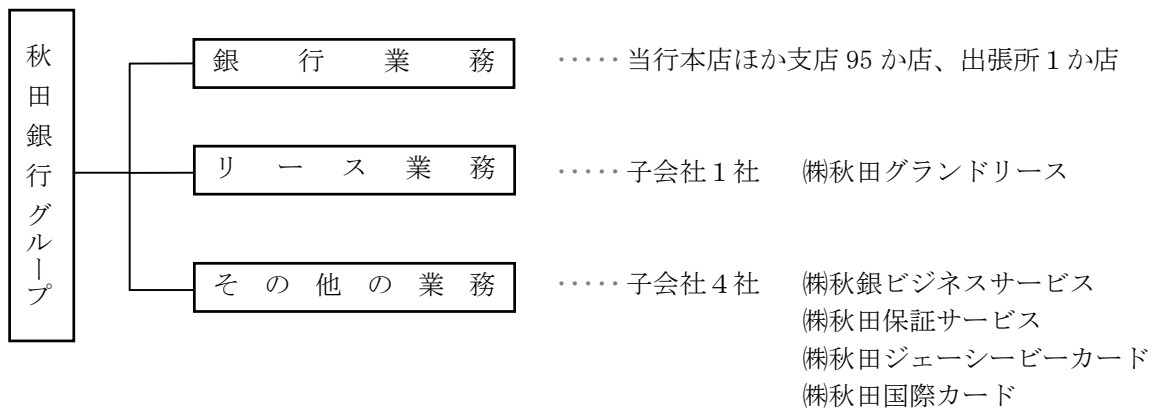 秋田銀行グループ
銀行業務 ‥‥‥当行本店ほか支店 95 か店、出張所１か店
リース業務 ‥‥‥子会社１社 ㈱秋田グランドリース
その他の業務 ‥‥‥子会社４社 ㈱秋銀ビジネスサービス
㈱秋田保証サービス
㈱秋田ジェーシービーカード
㈱秋田国際カード